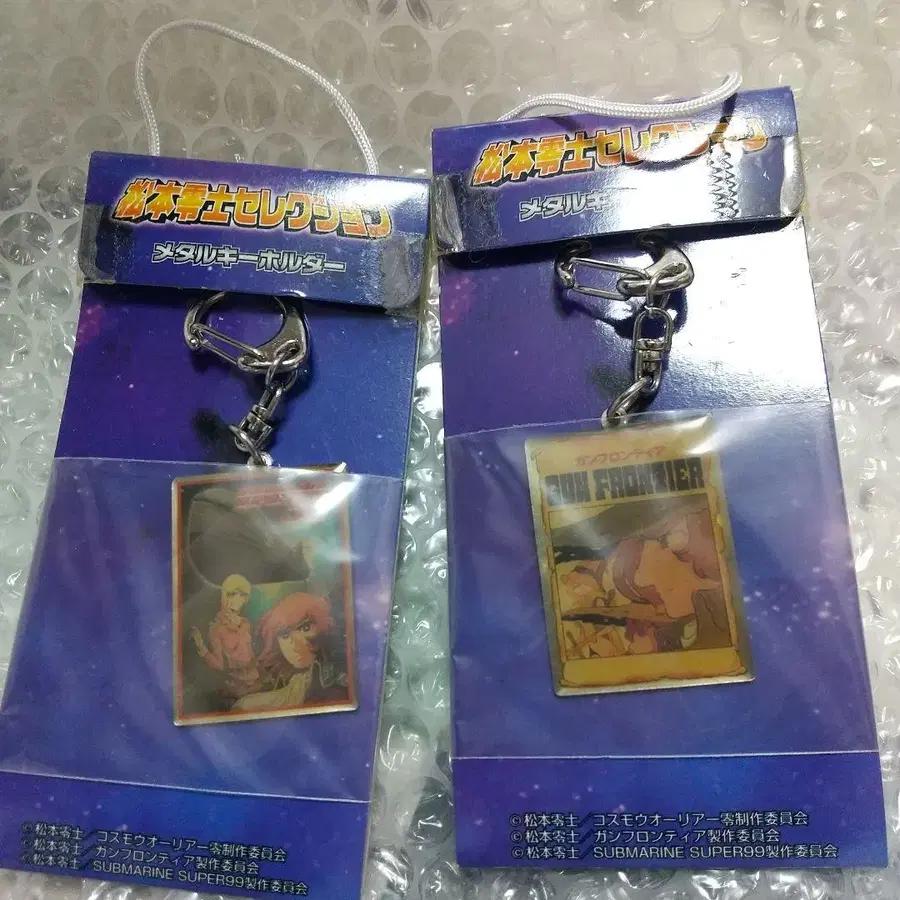 松本零士セレクション
メタルキーホルダー
©松本零士/コスモウオーリアー零制作委員会
©松本零士/ガンフロンティア製作委員会
©松本零士/SUBMARINE SUPER99製作委員会
松本零士セレクション
メタルキ
ガンフロンティア
GUN FRONTIER
©松本零士/コスモウオーリアー零制作委員会
©松本零士/ガンフロンティア製作委員会
©松本零士/SUBMARINE SUPER99製作委員会